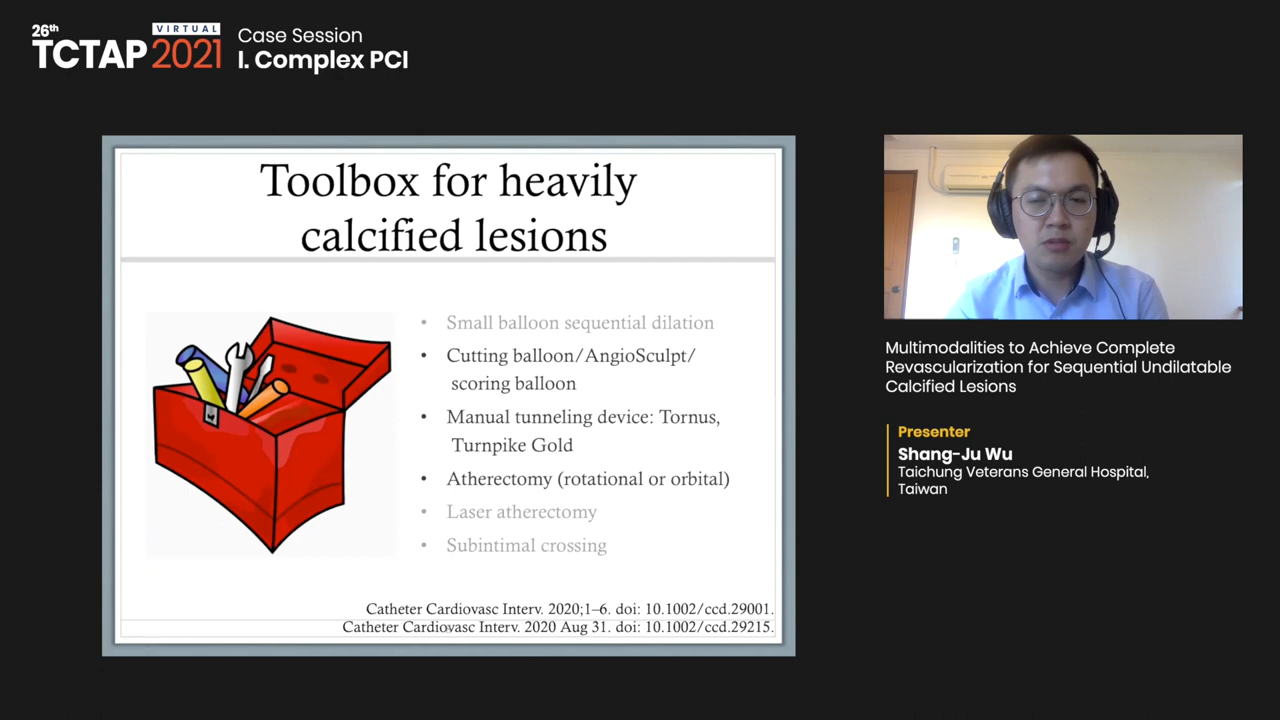 26th
VIRTUAL
TCTAP 2021
Case Session
I. Complex PCI
Toolbox for heavily
calcified lesions
• Small balloon sequential dilation
• Cutting balloon/AngioSculpt/
scoring balloon
• Manual tunneling device: Tornus,
Turnpike Gold
• Atherectomy (rotational or orbital)
• Laser atherectomy
• Subintimal crossing
Catheter Cardiovasc Interv. 2020;1–6. doi: 10.1002/ccd.29001.
Catheter Cardiovasc Interv. 2020 Aug 31. doi: 10.1002/ccd.29215.
Multimodalities to Achieve Complete
Revascularization for Sequential Undilatable
Calcified Lesions
Presenter
Shang-Ju Wu
Taichung Veterans General Hospital,
Taiwan